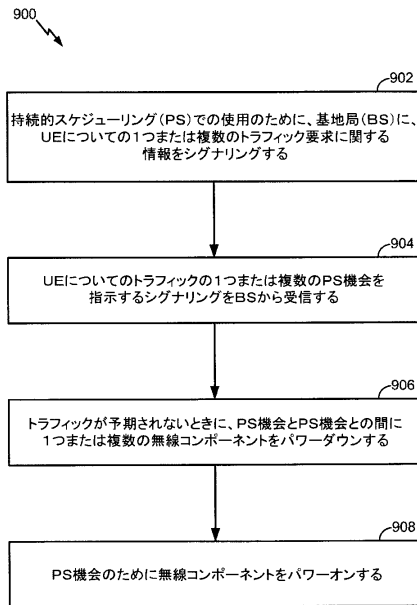 900
902
持続的スケジューリング(PS)での使用のために、基地局(BS)に、
UEについての1つまたは複数のトラフィック要求に関する
情報をシグナリングする
904
UEについてのトラフィックの1つまたは複数のPS機会を
指示するシグナリングをBSから受信する
906
トラフィックが予期されないときに、PS機会とPS機会との間に
1つまたは複数の無線コンポーネントをパワーダウンする
908
PS機会のために無線コンポーネントをパワーオンする